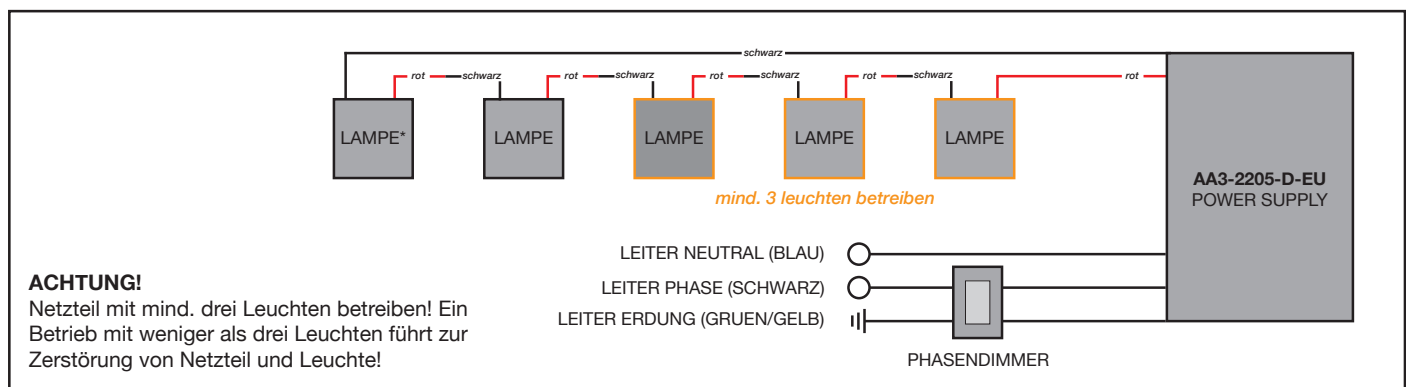 schwarz
rot schwarz rot schwarz rot schwarz rot schwarz rot
LAMPE* LAMPE LAMPE LAMPE LAMPE
mind. 3 leuchten betreiben
AA3-2205-D-EU
POWER SUPPLY
LEITER NEUTRAL (BLAU)
LEITER PHASE (SCHWARZ)
LEITER ERDUNG (GRUEN/GELB)
PHASENDIMMER
ACHTUNG!
Netzteil mit mind. drei Leuchten betreiben! Ein
Betrieb mit weniger als drei Leuchten führt zur
Zerstörung von Netzteil und Leuchte!